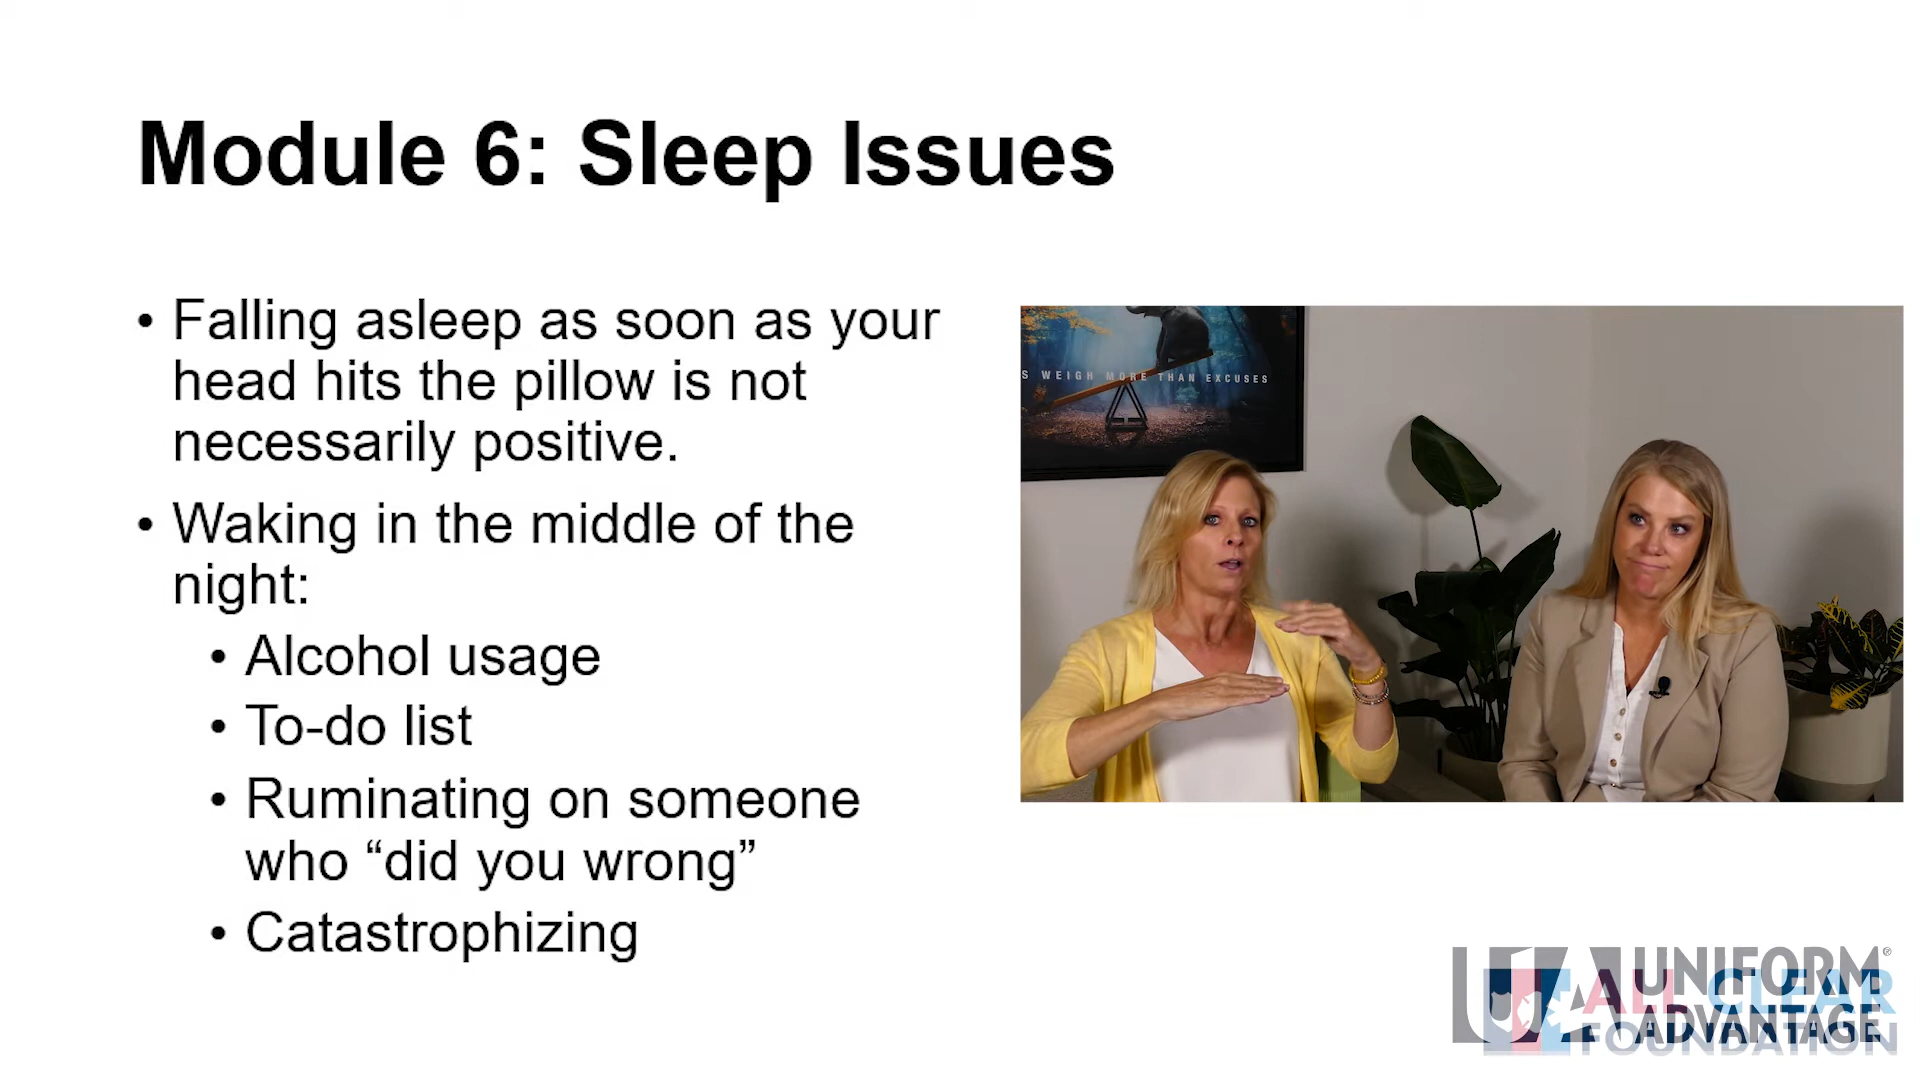 Module 6: Sleep Issues
• Falling asleep as soon as your
head hits the pillow is not
necessarily positive.
• Waking in the middle of the
night:
• Alcohol usage
• To-do list
• Ruminating on someone
who “did you wrong”
• Catastrophizing
S WEIGH MORE THAN EXCUSES
UA UNIFORM®
ADVANTAGE
ALL CLEAR
FOUNDATION